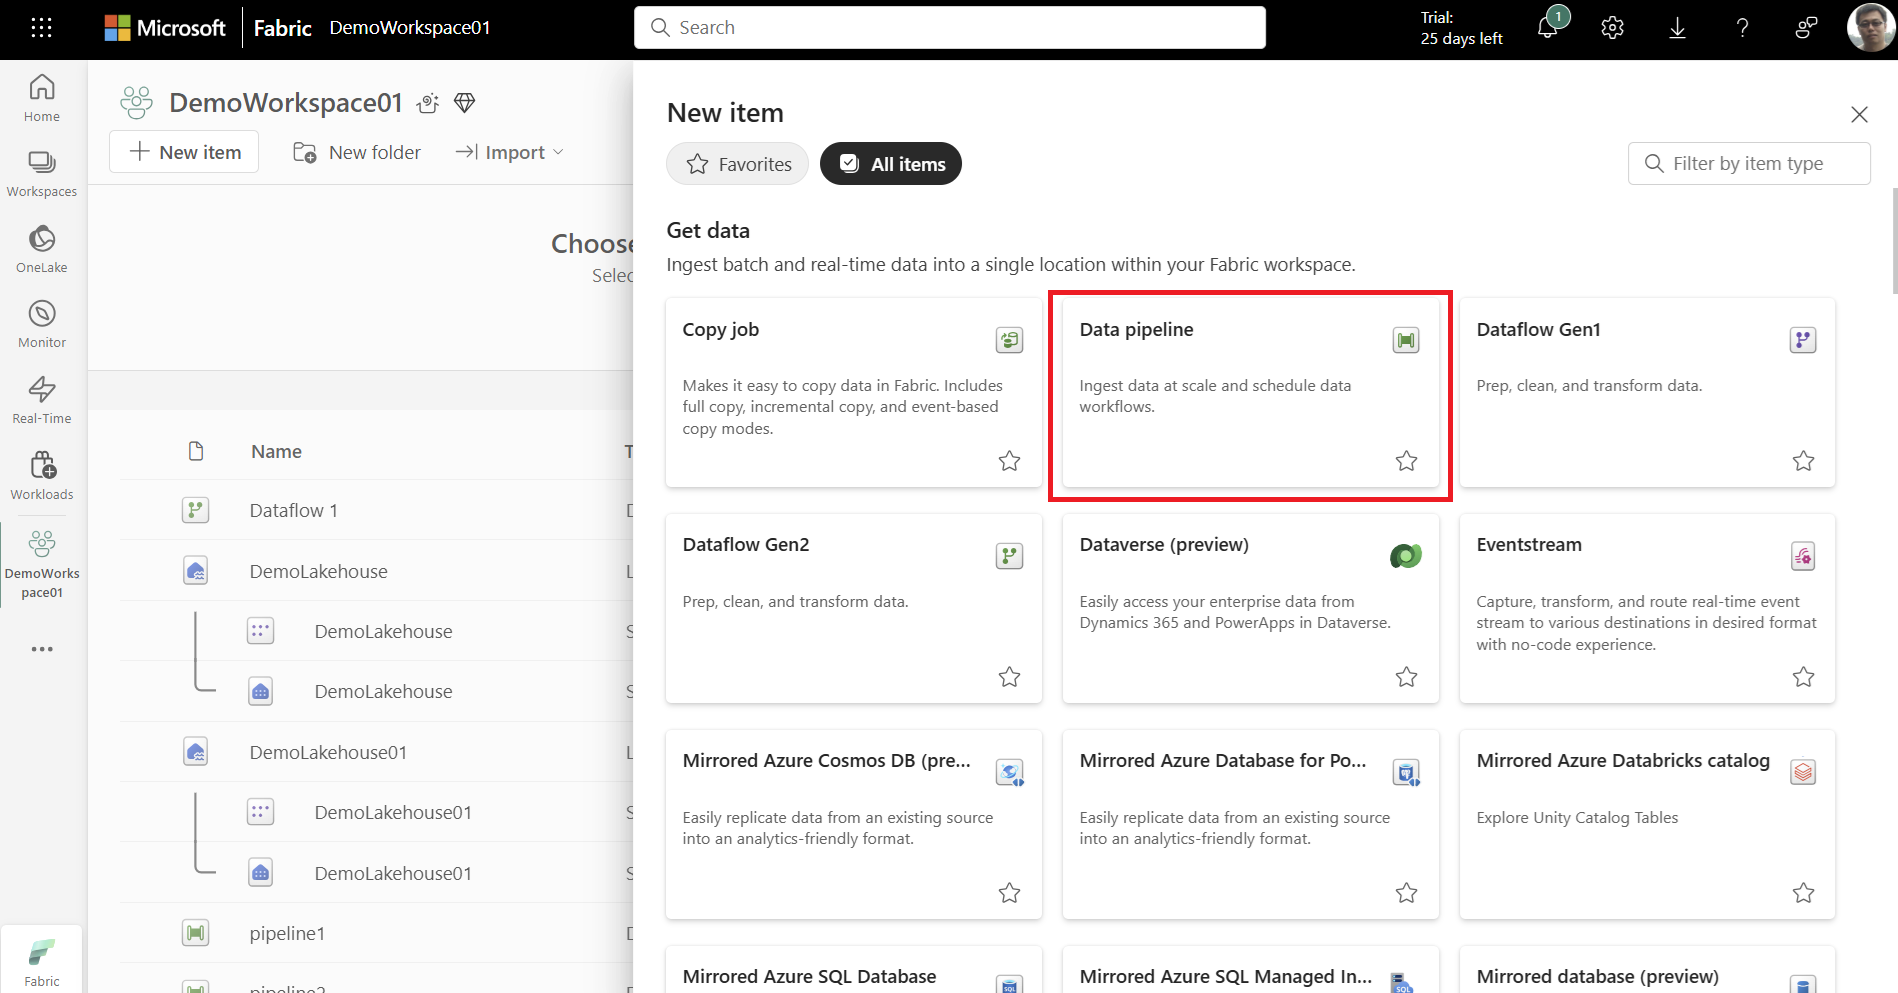 Microsoft Fabric DemoWorkspace01
Search
Trial:
25 days left
1
Home
Workspaces
OneLake
Monitor
Real-Time
Workloads
DemoWorks
pace01
Fabric
DemoWorkspace01
New item
New folder
Import
Choose
Selec
Name
T
Dataflow 1
D
DemoLakehouse
L
DemoLakehouse
S
DemoLakehouse
S
DemoLakehouse01
L
DemoLakehouse01
S
DemoLakehouse01
S
pipeline1
D
pipeline2
New item
Favorites
All items
Filter by item type
Get data
Ingest batch and real-time data into a single location within your Fabric workspace.
Copy job
Makes it easy to copy data in Fabric. Includes
full copy, incremental copy, and event-based
copy modes.
Data pipeline
Ingest data at scale and schedule data
workflows.
Dataflow Gen1
Prep, clean, and transform data.
Dataflow Gen2
Prep, clean, and transform data.
Dataverse (preview)
Easily access your enterprise data from
Dynamics 365 and PowerApps in Dataverse.
Eventstream
Capture, transform, and route real-time event
stream to various destinations in desired format
with no-code experience.
Mirrored Azure Cosmos DB (pre...
Easily replicate data from an existing source
into an analytics-friendly format.
Mirrored Azure Database for Po...
Easily replicate data from an existing source
into an analytics-friendly format.
Mirrored Azure Databricks catalog
Explore Unity Catalog Tables
Mirrored Azure SQL Database
SQL
Mirrored Azure SQL Managed In...
SQL
Mirrored database (preview)